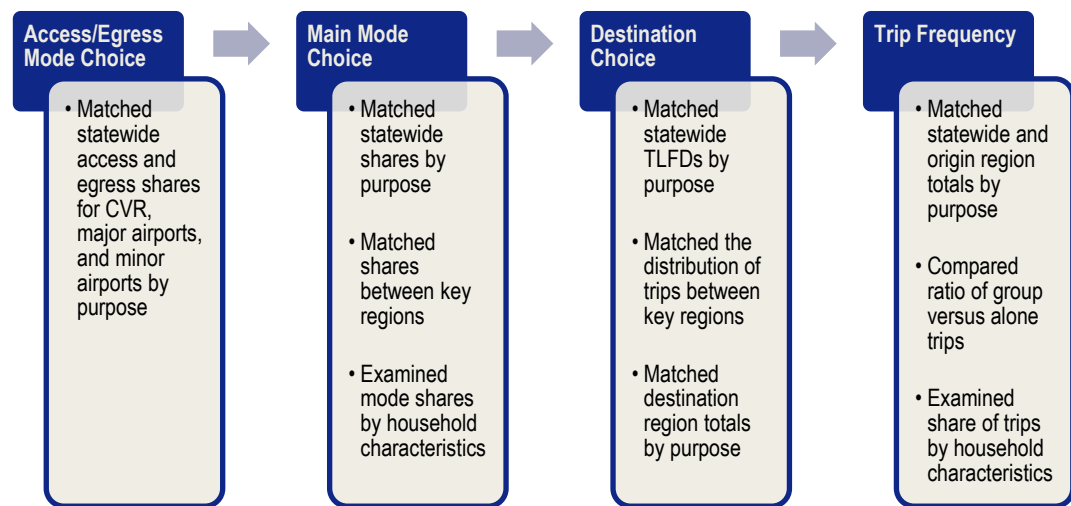 Access/Egress
Mode Choice
• Matched
statewide
access and
egress shares
for CVR,
major airports,
and minor
airports by
purpose
Main Mode
Choice
• Matched
statewide
shares by
purpose
• Matched
shares
between key
regions
• Examined
mode shares
by household
characteristics
Destination
Choice
• Matched
statewide
TLFDs by
purpose
• Matched the
distribution of
trips between
key regions
• Matched
destination
region totals
by purpose
Trip Frequency
• Matched
statewide and
origin region
totals by
purpose
• Compared
ratio of group
versus alone
trips
• Examined
share of trips
by household
characteristics